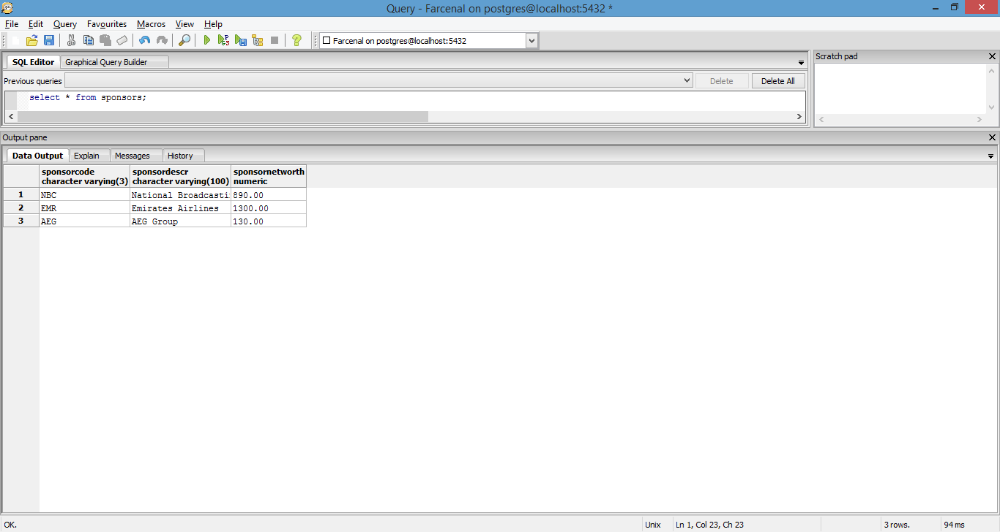 Query - Farcenal on postgres@localhost:5432 *
File Edit Query Favourites Macros View Help
Farcenal on postgres@localhost:5432
SQL Editor Graphical Query Builder
Scratch pad
Previous queries Delete Delete All
select * from sponsors;
Output pane
Data Output Explain Messages History
sponsorcode sponsordescr sponsornetworth
character varying(3) character varying(100) numeric
1 NBC National Broadcasti 890.00
2 EMR Emirates Airlines 1300.00
3 AEG AEG Group 130.00
OK. Unix Ln 1, Col 23, Ch 23 3 rows. 94 ms